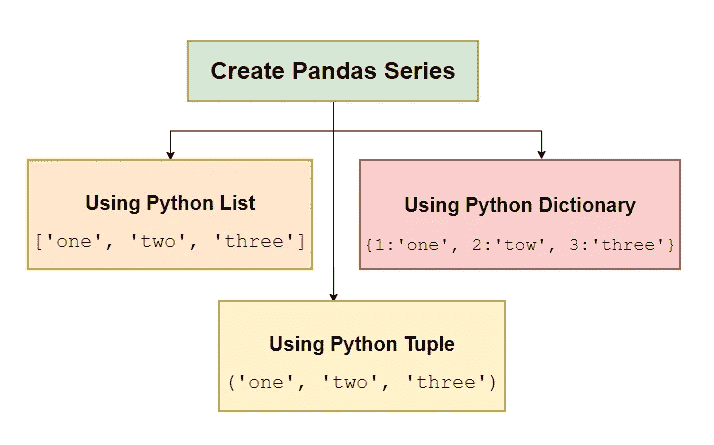 Create Pandas Series
Using Python List
['one', 'two', 'three']
Using Python Dictionary
{1:'one', 2:'tow', 3:'three'}
Using Python Tuple
('one', 'two', 'three')